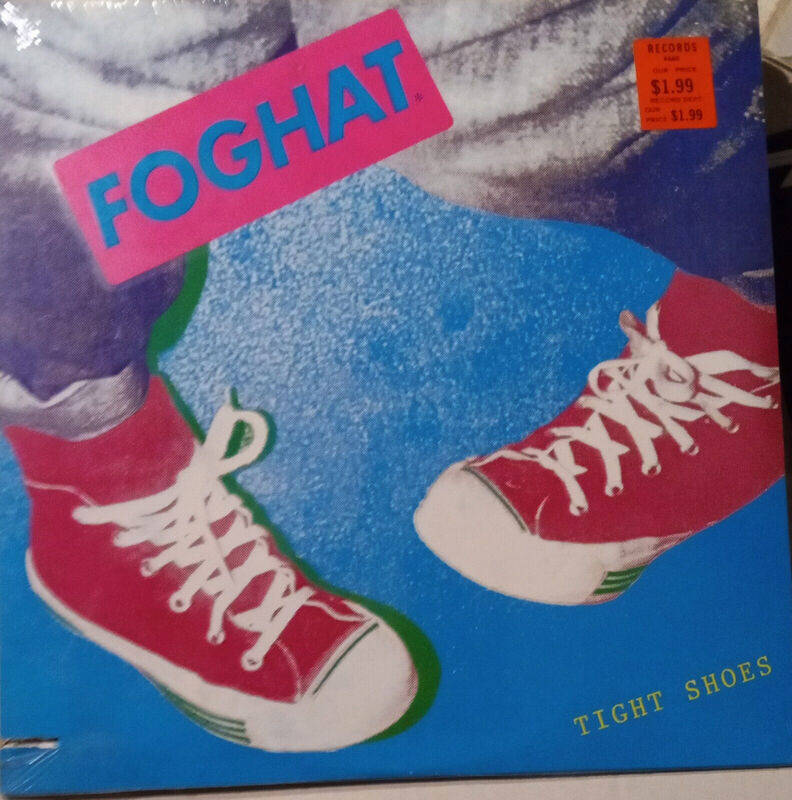 FOGHAT
RECORDS
OUR PRICE
$1.99
RECORD DEPT
OUR
PRICE $1.99
TIGHT SHOES